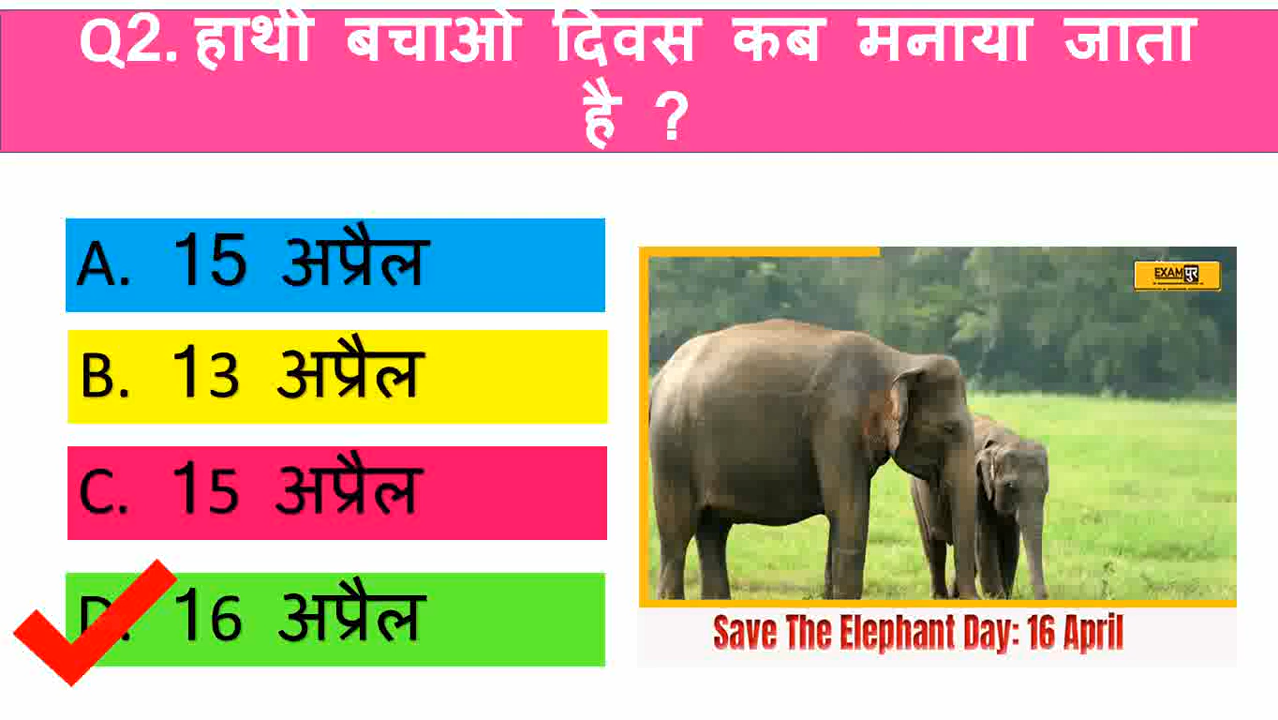 Q2. हाथी बचाओ दिवस कब मनाया जाता
है ?
A. 15 अप्रैल
B. 13 अप्रैल
C. 15 अप्रैल
D. 16 अप्रैल
EXAMपुर
Save The Elephant Day: 16 April